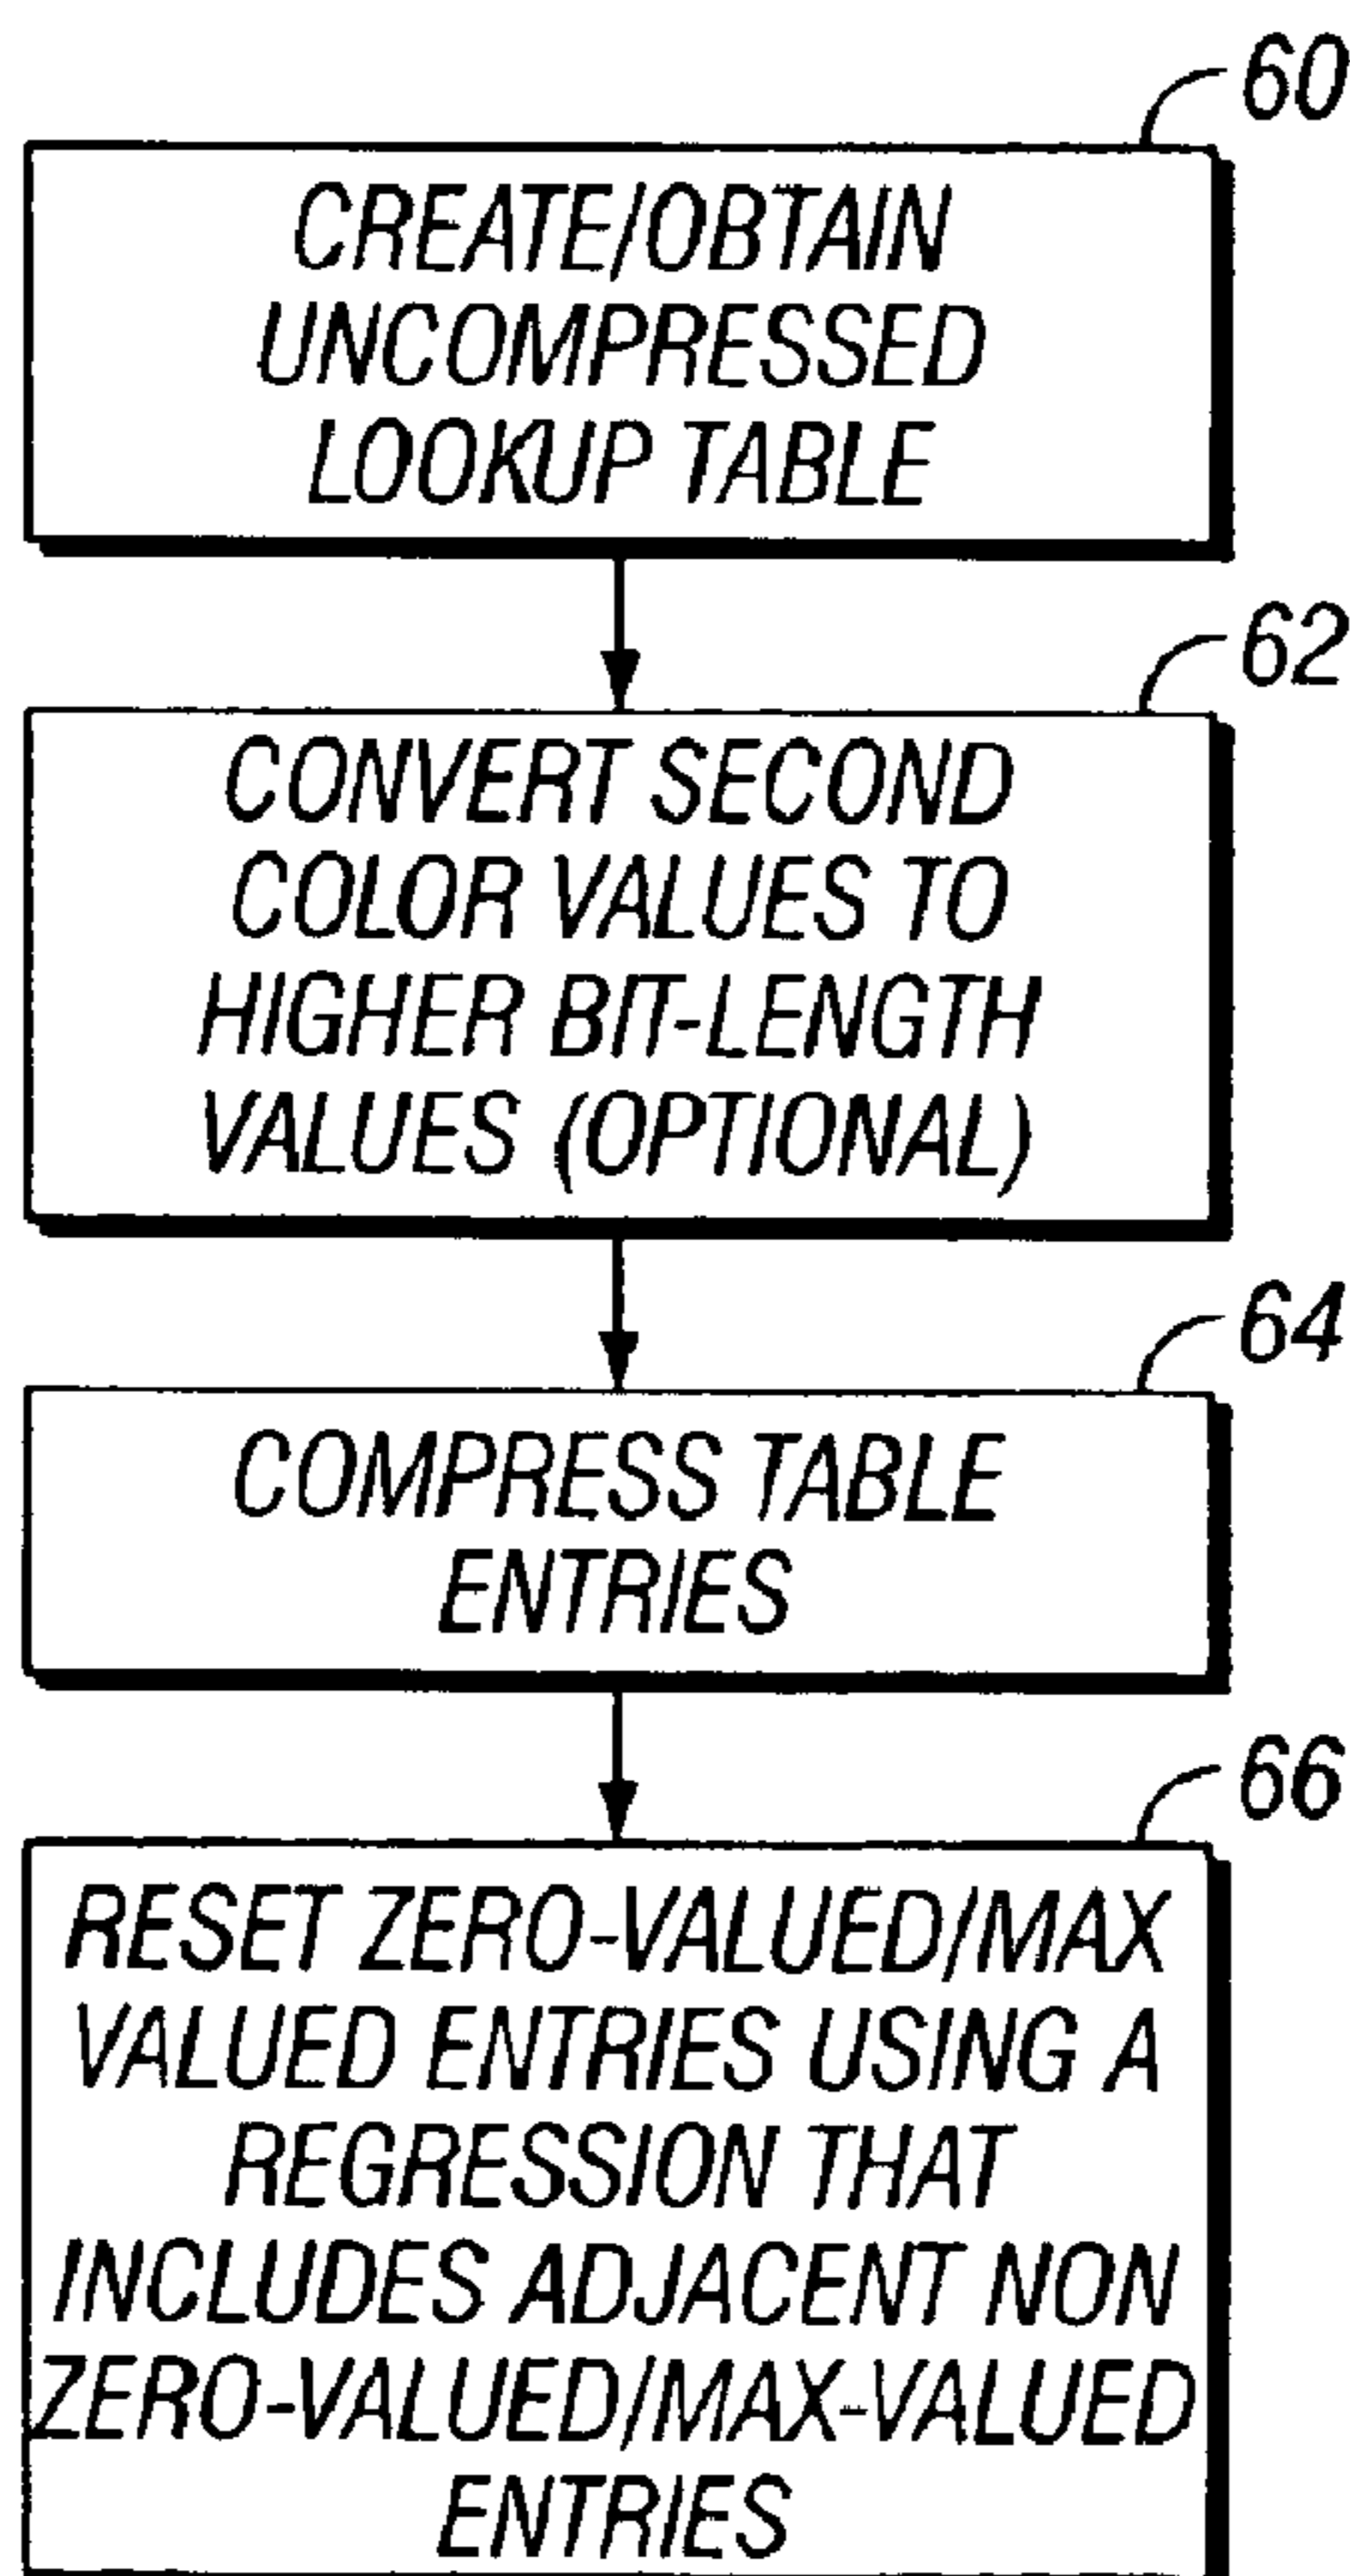 60
CREATE/OBTAIN
UNCOMPRESSED
LOOKUP TABLE
62
CONVERT SECOND
COLOR VALUES TO
HIGHER BIT-LENGTH
VALUES (OPTIONAL)
64
COMPRESS TABLE
ENTRIES
66
RESET ZERO-VALUED/MAX
VALUED ENTRIES USING A
REGRESSION THAT
INCLUDES ADJACENT NON
ZERO-VALUED/MAX-VALUED
ENTRIES